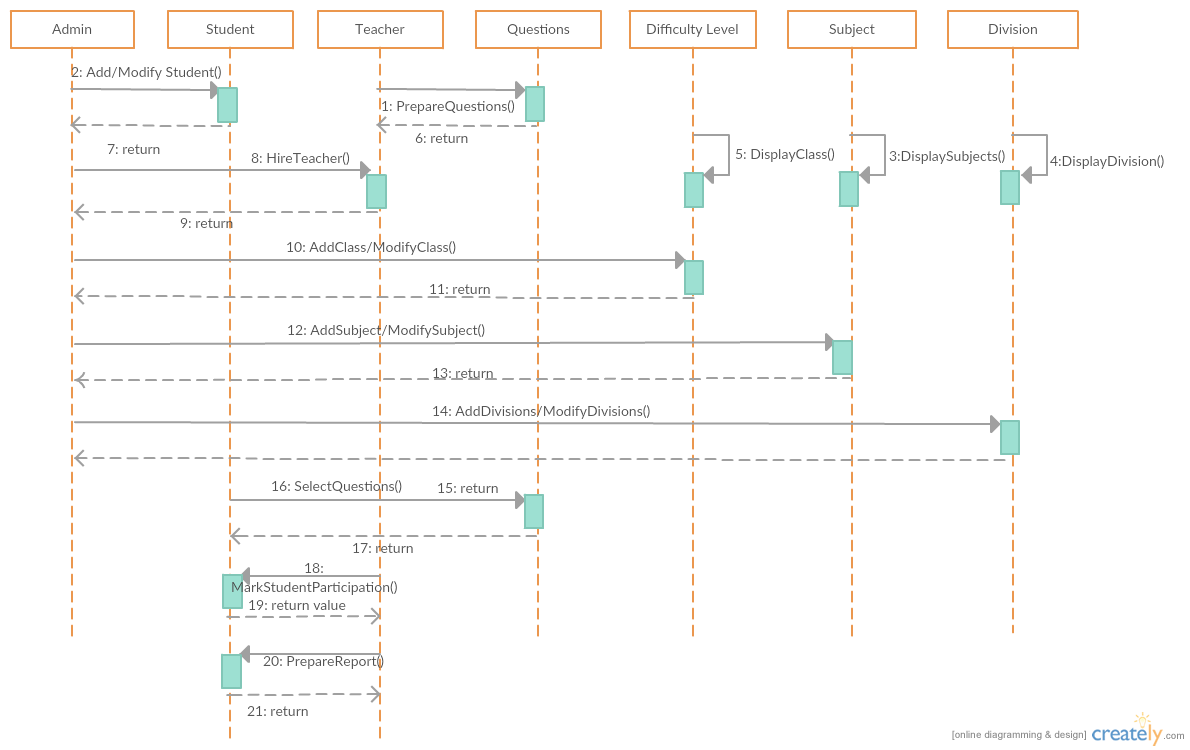 Admin
Student
Teacher
Questions
Difficulty Level
Subject
Division
2: Add/Modify Student()
1: PrepareQuestions()
6: return
7: return
8: HireTeacher()
5: DisplayClass()
3:DisplaySubjects()
4:DisplayDivision()
9: return
10: AddClass/ModifyClass()
11: return
12: AddSubject/ModifySubject()
13: return
14: AddDivisions/ModifyDivisions()
16: SelectQuestions()
15: return
17: return
18:
MarkStudentParticipation()
19: return value
20: PrepareReport()
21: return
[online diagramming & design] creately.com